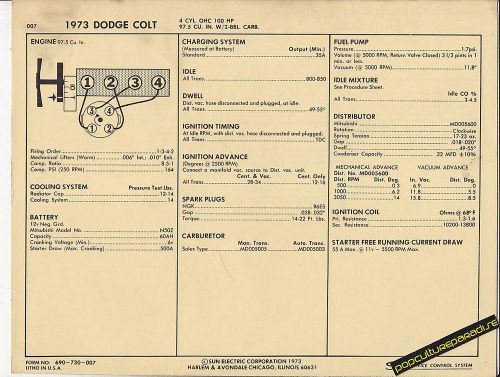 007
1973 DODGE COLT
4 CYL. OHC 100 HP
97.5 CU. IN. W/2-BBL CARB.
ENGINE 97.5 Cu. In.
1 2 3 4
1 3
2 4
Firing Order 1-3-4-2
Mechanical Lifters (Warm) .006" Int.; .010" Exh.
Comp. Ratio 8.5:1
Comp. PSI (250 RPM) 164
COOLING SYSTEM Pressure Test Lbs.
Radiator Cap 12-14
Cooling System 14
BATTERY
12v Neg. Grd.
Mitsubishi Model No. N50Z
Capacity 60AH
Cranking Voltage (Min.)
Starter Draw (Max. Cranking) 500A
CHARGING SYSTEM
(Measured at Battery) Output (Min.)
Standard 35A
IDLE
All Trans. 800-850
DWELL
Dist. vac. hose disconnected and plugged, at idle.
All Trans. 49-55°
IGNITION TIMING
At Idle RPM, with dist. vac. hose disconnected and plugged.
All Trans. TDC
IGNITION ADVANCE
(Degree @ 2500 RPM)
Connect a manifold vac. source to Dist. vac. unit.
Cent. & Vac. Cent. Only
All Trans. 28-34 12-16
SPARK PLUGS
NGK B6ES
Gap .028-.032"
Torque 14-22 Ft. Lbs.
CARBURETOR
Man. Trans. Auto. Trans.
Solex Type MD005005 MD005003
FUEL PUMP
Pressure 1.7psi.
Volume (@ 5000 RPM, Return Valve Closed) 3 1/3 pints in 1
min. or less.
Vacuum (@ 5000 RPM) 11.8"
IDLE MIXTURE
See Procedure Sheet.
Idle CO %
All Trans. 3-4.5
DISTRIBUTOR
Mitsubishi MD005600
Rotation Clockwise
Spring Tension 17-23 oz.
Gap .018-.020"
Dwell 49-55°
Condenser Capacity .22 MFD ±10%
MECHANICAL ADVANCE VACUUM ADVANCE
Dist. No. MD005600
Dist. RPM Dist. Deg. In. Vac. Dist. Deg.
500 0.3 6.9 0
1000 6.2 11.8 5.5
2050 14 15.8 8.5
IGNITION COIL Ohms @ 68°F
Pri. Resistance 1.3-1.6
Sec. Resistance 10200-13800
STARTER FREE RUNNING CURRENT DRAW
55 A Max. @ 11v - 5500 RPM Max.
FORM NO. 690-730-007
LITHO IN U.S.A.
© SUN ELECTRIC CORPORATION 1973
HARLEM & AVONDALE CHICAGO, ILLINOIS 60631
CONTROL SYSTEM
popcultureparadise